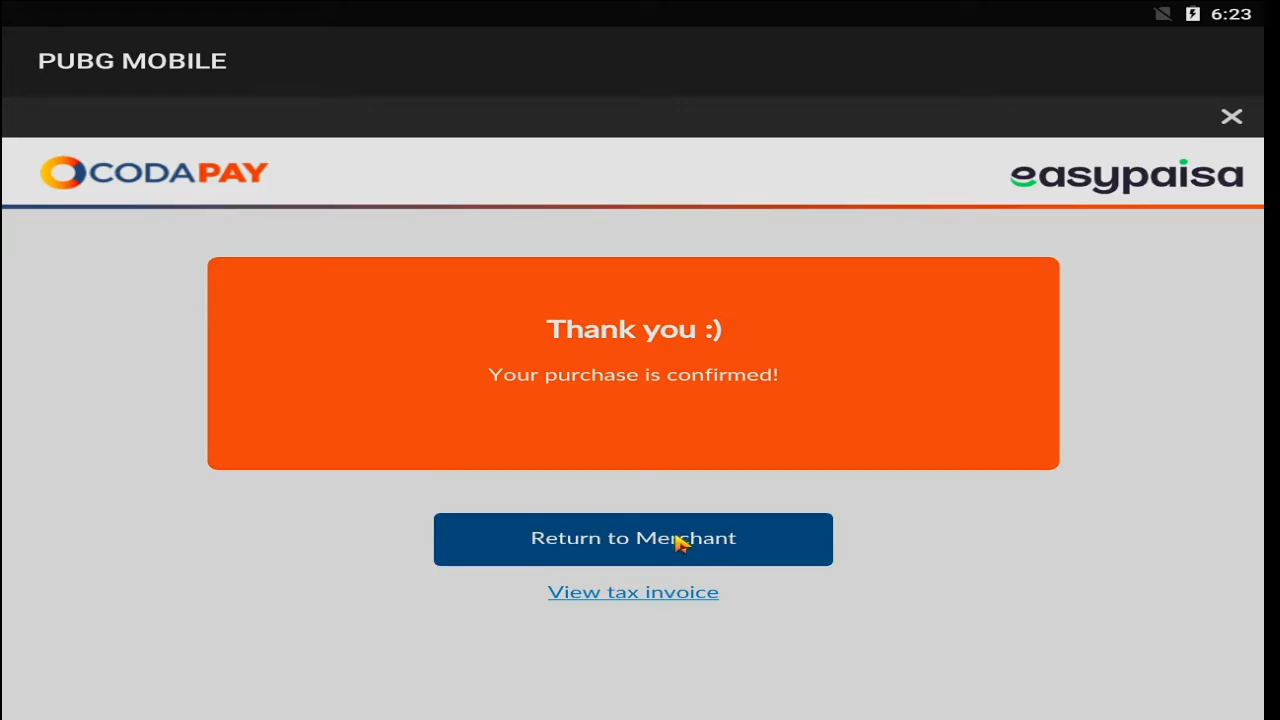 6:23
PUBG MOBILE
CODAPAY
easypaisa
Thank you :)
Your purchase is confirmed!
Return to Merchant
View tax invoice